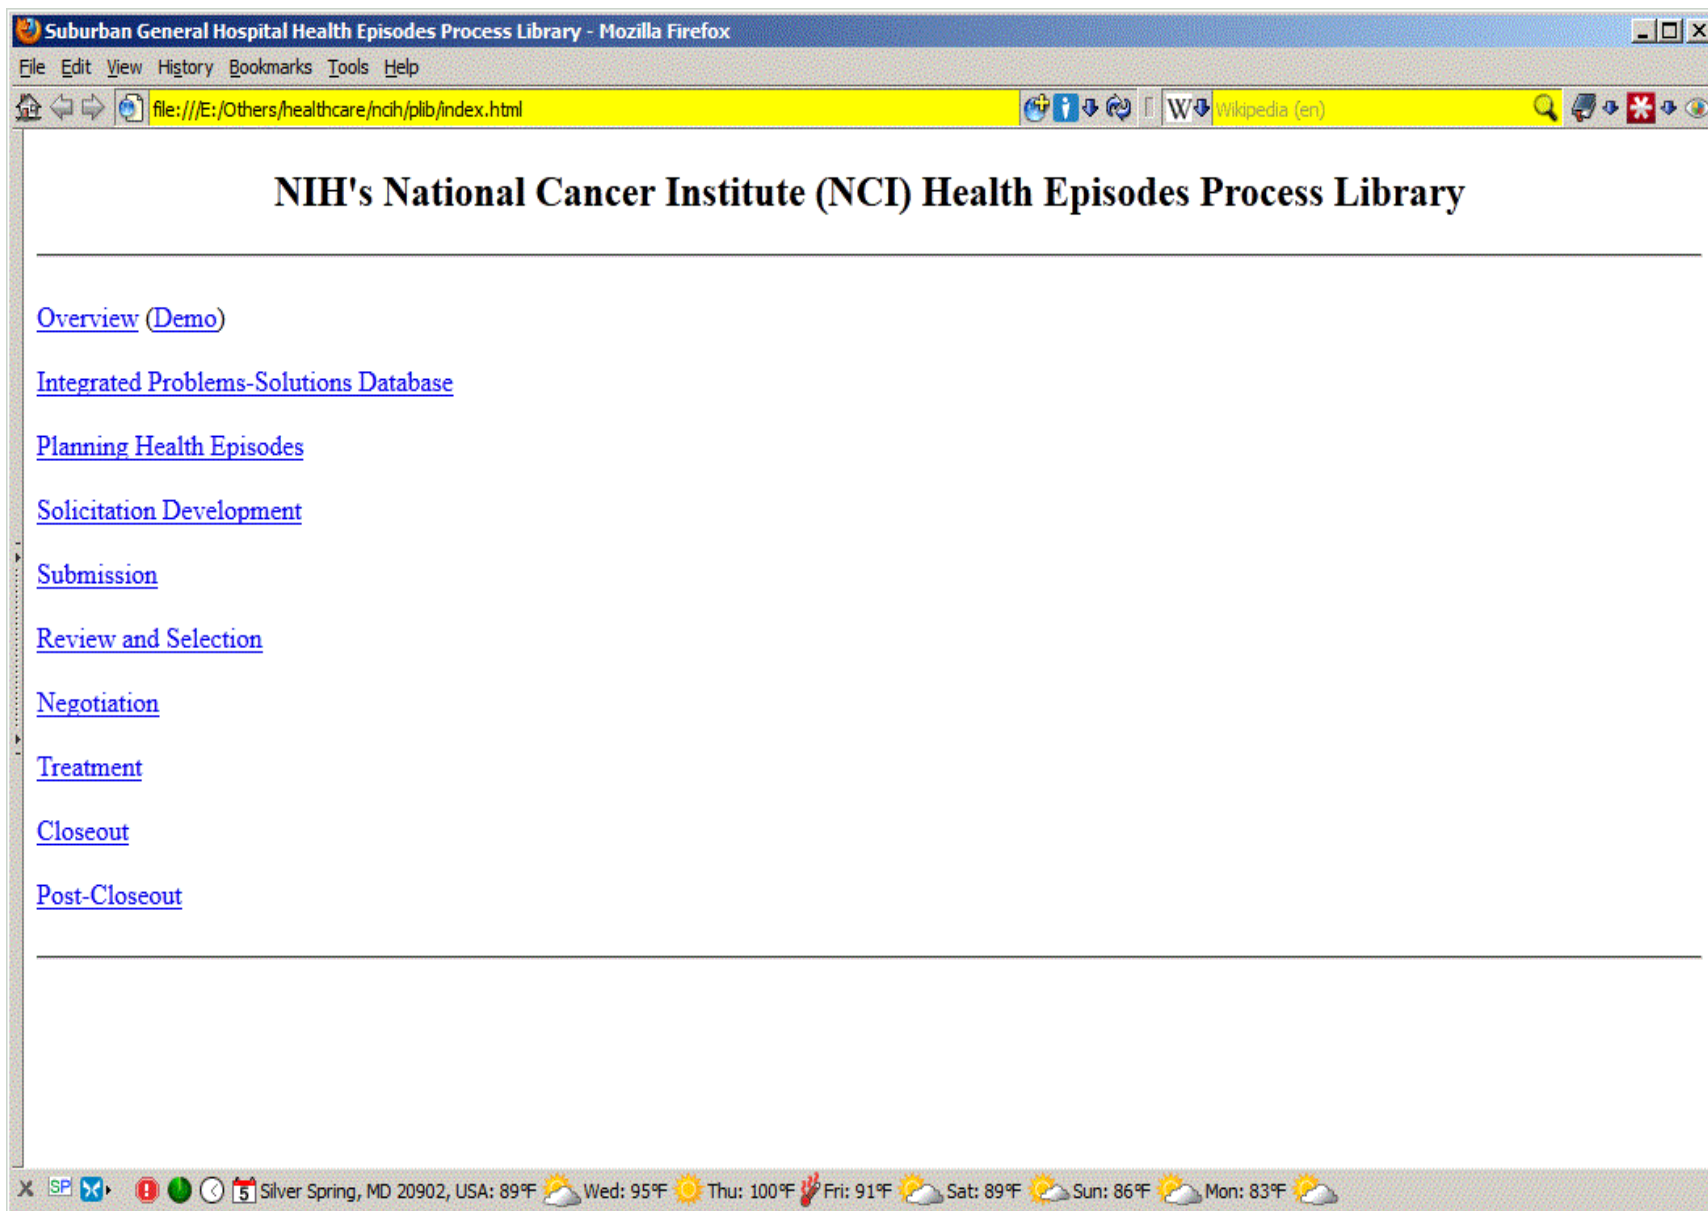 Suburban General Hospital Health Episodes Process Library - Mozilla Firefox
File Edit View History Bookmarks Tools Help
file:///E:/Others/healthcare/ncih/plib/index.html W Wikipedia (en)
NIH's National Cancer Institute (NCI) Health Episodes Process Library
Overview (Demo)
Integrated Problems-Solutions Database
Planning Health Episodes
Solicitation Development
Submission
Review and Selection
Negotiation
Treatment
Closeout
Post-Closeout
X SP 5 Silver Spring, MD 20902, USA: 89°F Wed: 95°F Thu: 100°F Fri: 91°F Sat: 89°F Sun: 86°F Mon: 83°F